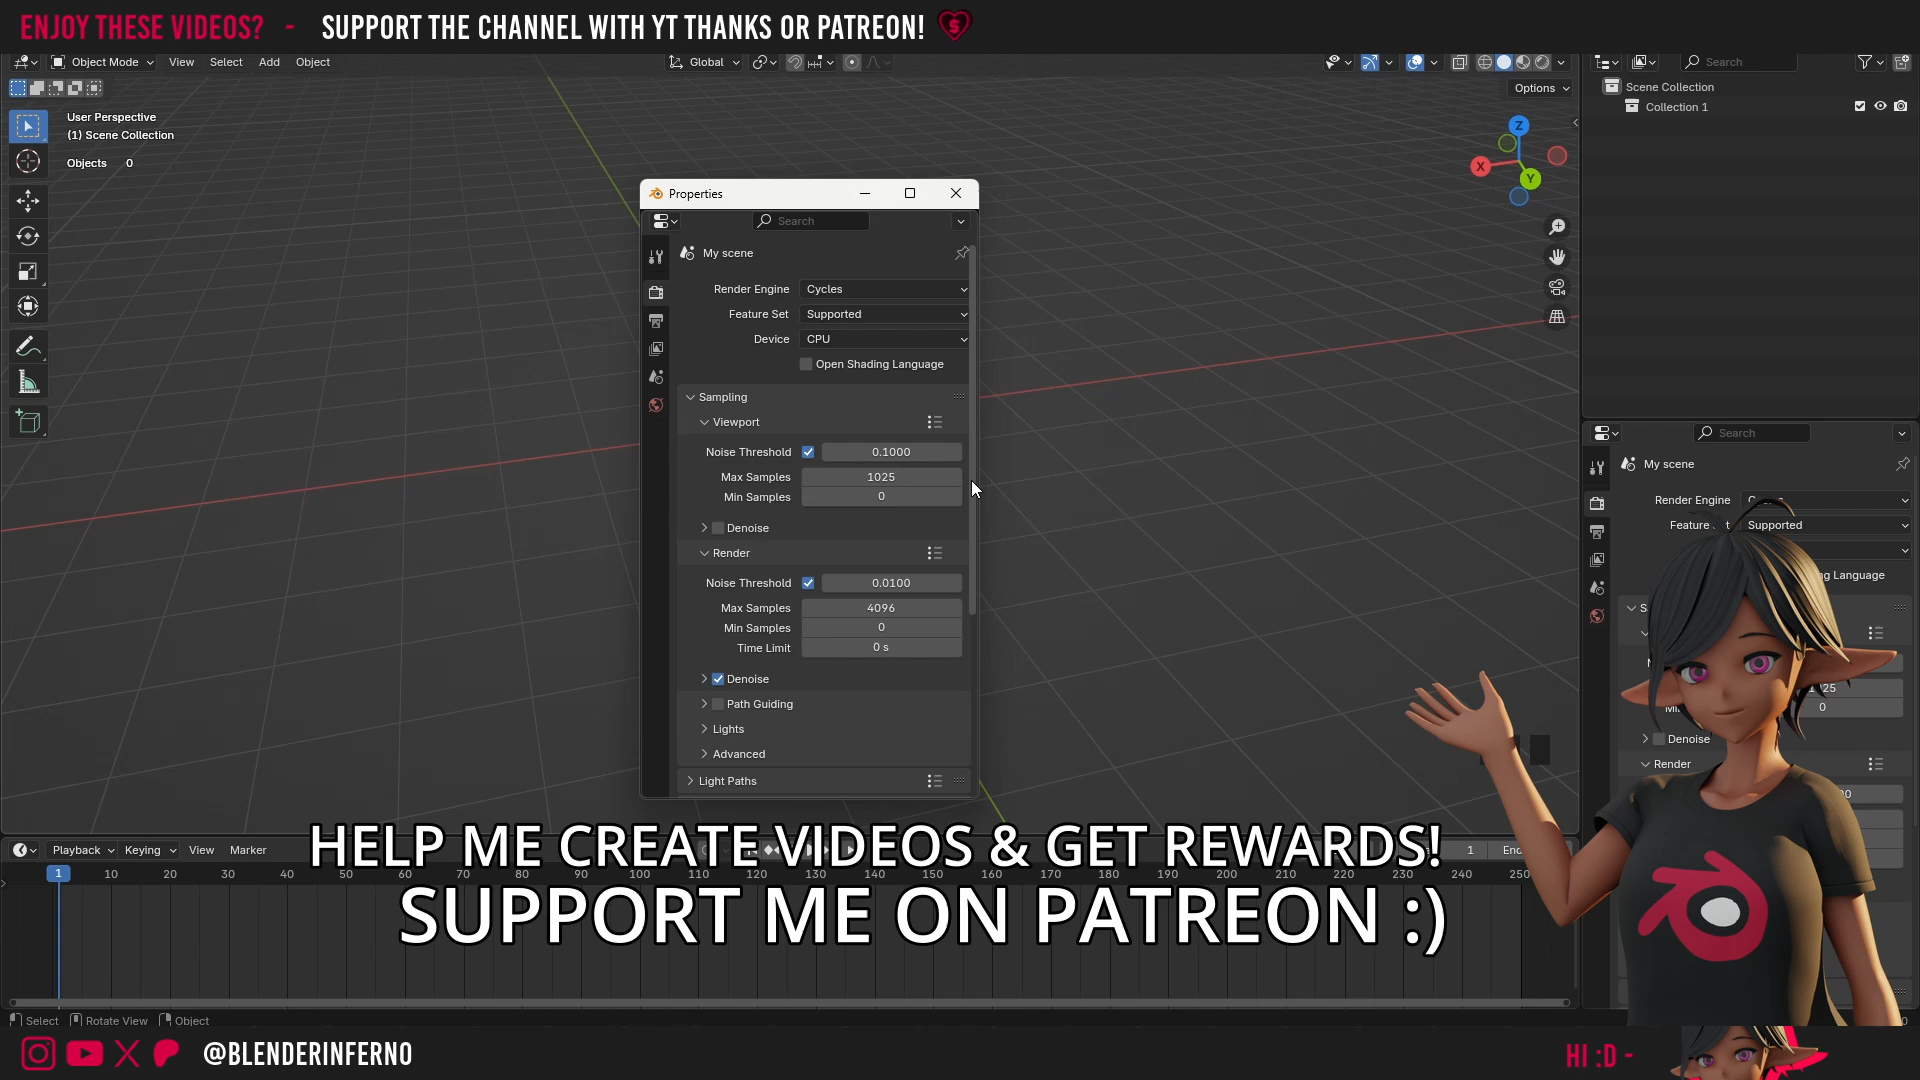 ENJOY THESE VIDEOS? - SUPPORT THE CHANNEL WITH YT THANKS OR PATREON!
Object Mode View Select Add Object Global Search
Options
User Perspective
(1) Scene Collection
Objects 0
Z
X
Y
Scene Collection
Collection 1
Properties
Search
My scene
Render Engine Cycles
Feature Set Supported
Device CPU
Open Shading Language
Sampling
Viewport
Noise Threshold 0.1000
Max Samples 1025
Min Samples 0
Denoise
Render
Noise Threshold 0.0100
Max Samples 4096
Min Samples 0
Time Limit 0 s
Denoise
Path Guiding
Lights
Advanced
Light Paths
Search
My scene
Render Engine
Supported
Language
0
Denoise
Render
Playback Keying View Marker 1
1 10 20 30 40 50 60 70 80 90 100 110 120 130 140 150 160 170 180 190 200 210 220 230 240 250
HELP ME CREATE VIDEOS & GET REWARDS!
SUPPORT ME ON PATREON :)
Select Rotate View Object
@BLENDERINFERNO
HI :D -